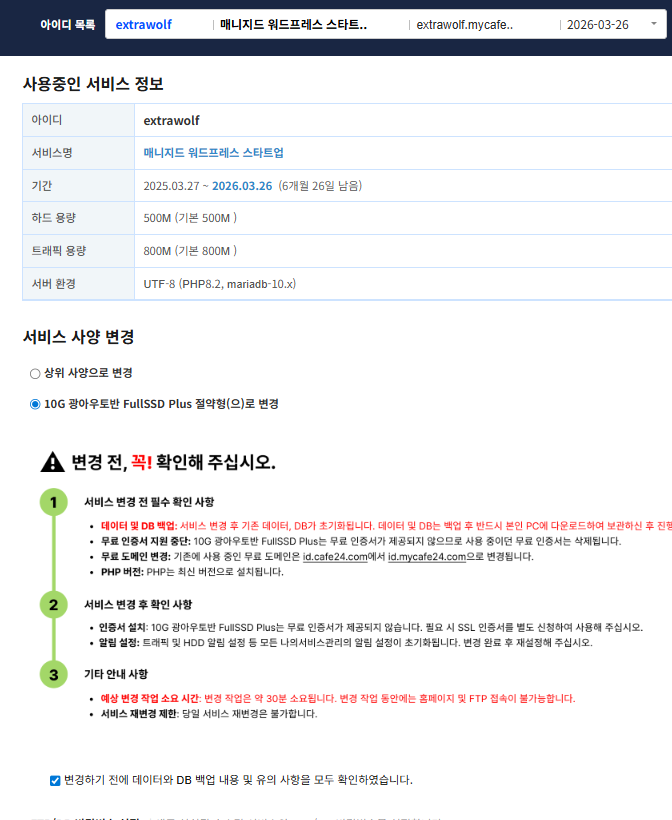 아이디 목록 extrawolf | 매니지드 워드프레스 스타트.. | extrawolf.mycafe.. | 2026-03-26
사용중인 서비스 정보
아이디 extrawolf
서비스명 매니지드 워드프레스 스타트업
기간 2025.03.27 ~ 2026.03.26 (6개월 26일 남음)
하드 용량 500M (기본 500M )
트래픽 용량 800M (기본 800M )
서버 환경 UTF-8 (PHP8.2, mariadb-10.x)
서비스 사양 변경
상위 사양으로 변경
10G 광아우토반 FullSSD Plus 절약형(으)로 변경
변경 전, 꼭! 확인해 주십시오.
1 서비스 변경 전 필수 확인 사항
• 데이터 및 DB 백업: 서비스 변경 후 기존 데이터, DB가 초기화됩니다. 데이터 및 DB는 백업 후 반드시 본인 PC에 다운로드하여 보관하신 후 진행
• 무료 인증서 지원 중단: 10G 광아우토반 FullSSD Plus는 무료 인증서가 제공되지 않으므로 사용 중이던 무료 인증서는 삭제됩니다.
• 무료 도메인 변경: 기존에 사용 중인 무료 도메인은 id.cafe24.com에서 id.mycafe24.com으로 변경됩니다.
• PHP 버전: PHP는 최신 버전으로 설치됩니다.
2 서비스 변경 후 확인 사항
• 인증서 설치: 10G 광아우토반 FullSSD Plus는 무료 인증서가 제공되지 않습니다. 필요 시 SSL 인증서를 별도 신청하여 사용해 주십시오.
• 알림 설정: 트래픽 및 HDD 알림 설정 등 모든 나의서비스관리의 알림 설정이 초기화됩니다. 변경 완료 후 재설정해 주십시오.
3 기타 안내 사항
• 예상 변경 작업 소요 시간: 변경 작업은 약 30분 소요됩니다. 변경 작업 동안에는 홈페이지 및 FTP 접속이 불가능합니다.
• 서비스 재변경 제한: 당일 서비스 재변경은 불가합니다.
변경하기 전에 데이터와 DB 백업 내용 및 유의 사항을 모두 확인하였습니다.